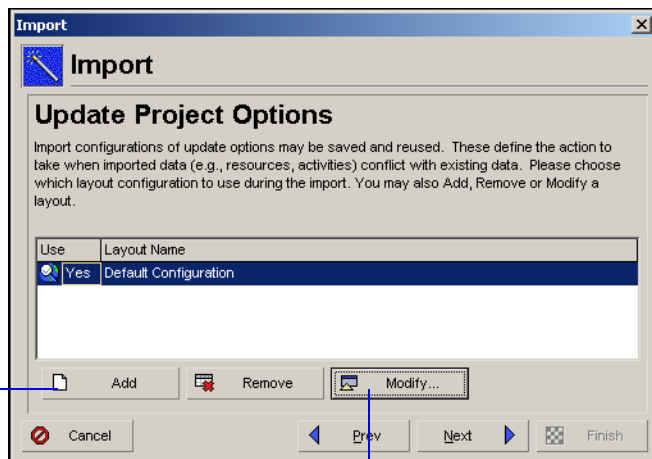 Import
Import
Update Project Options
Import configurations of update options may be saved and reused. These define the action to
take when imported data (e.g., resources, activities) conflict with existing data. Please choose
which layout configuration to use during the import. You may also Add, Remove or Modify a
layout.
Use Layout Name
Yes Default Configuration
Add Remove Modify...
Cancel Prev Next Finish